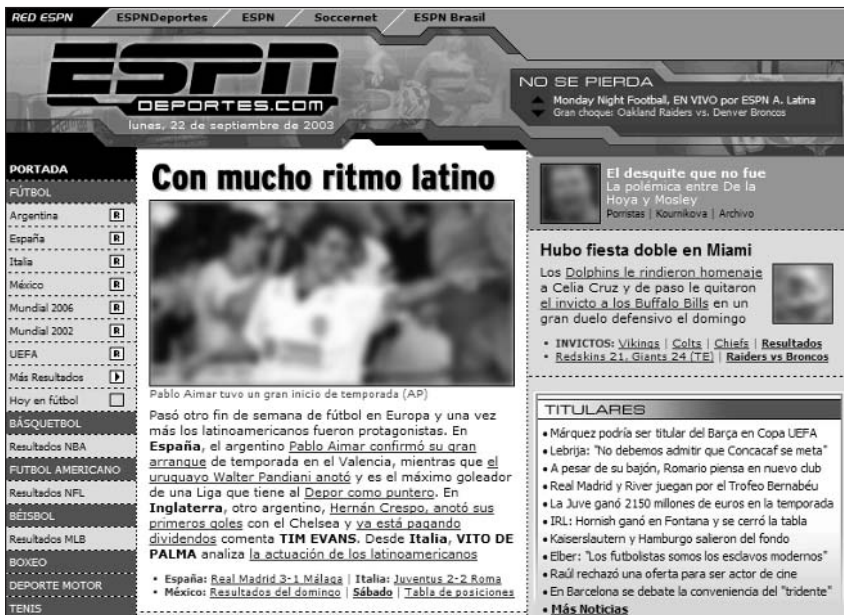 RED ESPN ESPNDeportes ESPN Soccernet ESPN Brasil
ESPN
DEPORTES.COM
lunes, 22 de septiembre de 2003
NO SE PIERDA
Monday Night Football, EN VIVO por ESPN A. Latina
Gran choque: Oakland Raiders vs. Denver Broncos
PORTADA
FÚTBOL
Argentina R
España R
Italia R
México R
Mundial 2006 R
Mundial 2002 R
UEFA R
Más Resultados
Hoy en fútbol
BÁSQUETBOL
Resultados NBA
FUTBOL AMERICANO
Resultados NFL
BÉISBOL
Resultados MLB
BOXEO
DEPORTE MOTOR
TENIS
Con mucho ritmo latino
Pablo Aimar tuvo un gran inicio de temporada (AP)
Pasó otro fin de semana de fútbol en Europa y una vez
más los latinoamericanos fueron protagonistas. En
España, el argentino Pablo Aimar confirmó su gran
arranque de temporada en el Valencia, mientras que el
uruguayo Walter Pandiani anotó y es el máximo goleador
de una Liga que tiene al Depor como puntero. En
Inglaterra, otro argentino, Hernán Crespo, anotó sus
primeros goles con el Chelsea y ya está pagando
dividendos comenta TIM EVANS. Desde Italia, VITO DE
PALMA analiza la actuación de los latinoamericanos
• España: Real Madrid 3-1 Málaga | Italia: Juventus 2-2 Roma
• México: Resultados del domingo | Sábado | Tabla de posiciones
El desquite que no fue
La polémica entre De la
Hoya y Mosley
Porristas | Kournikova | Archivo
Hubo fiesta doble en Miami
Los Dolphins le rindieron homenaje
a Celia Cruz y de paso le quitaron
el invicto a los Buffalo Bills en un
gran duelo defensivo el domingo
• INVICTOS: Vikings | Colts | Chiefs | Resultados
• Redskins 21, Giants 24 (TE) | Raiders vs Broncos
TITULARES
• Márquez podría ser titular del Barça en Copa UEFA
• Lebrija: "No debemos admitir que Concacaf se meta"
• A pesar de su bajón, Romario piensa en nuevo club
• Real Madrid y River juegan por el Trofeo Bernabéu
• La Juve ganó 2150 millones de euros en la temporada
• IRL: Hornish ganó en Fontana y se cerró la tabla
• Kaiserslautern y Hamburgo salieron del fondo
• Elber: "Los futbolistas somos los esclavos modernos"
• Raúl rechazó una oferta para ser actor de cine
• En Barcelona se debate la conveniencia del "tridente"
• Más Noticias